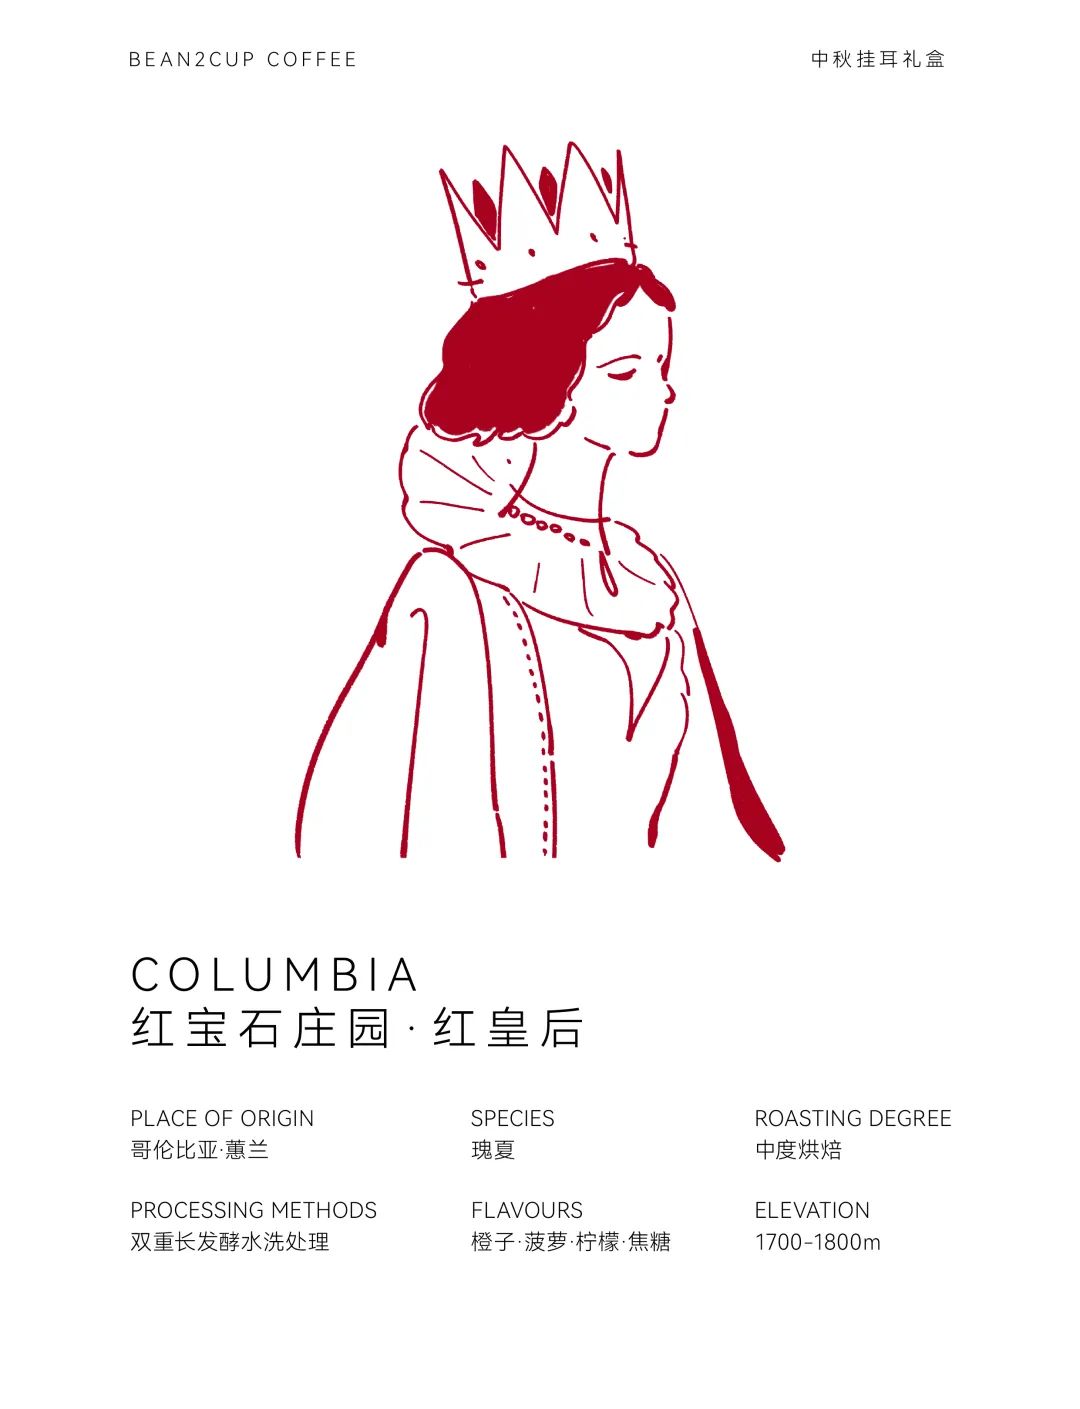 BEAN2CUP COFFEE
中秋挂耳礼盒
COLUMBIA
红宝石庄园·红皇后
PLACE OF ORIGIN
哥伦比亚·蕙兰
SPECIES
瑰夏
ROASTING DEGREE
中度烘焙
PROCESSING METHODS
双重长发酵水洗处理
FLAVOURS
橙子·菠萝·柠檬·焦糖
ELEVATION
1700-1800m